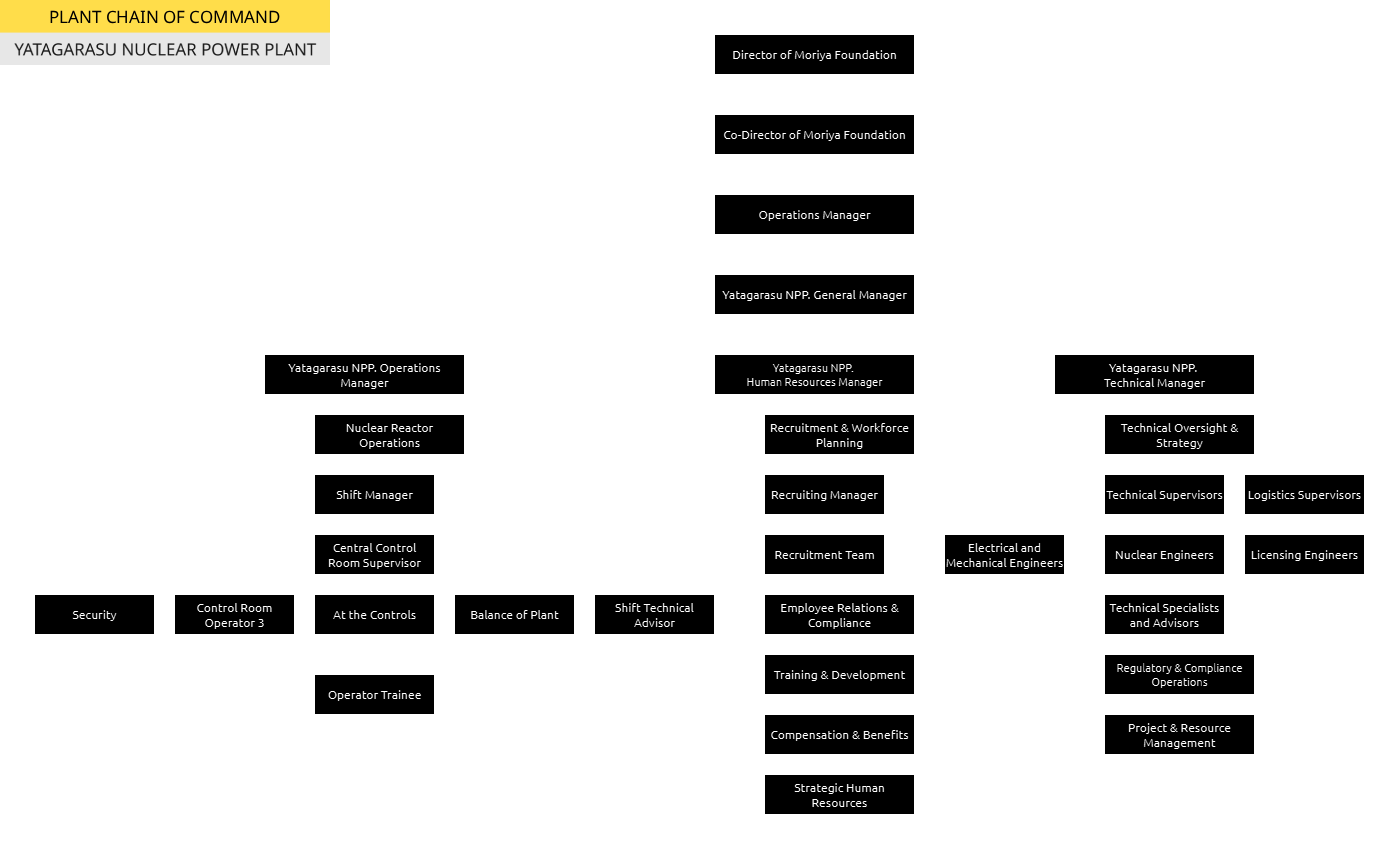 PLANT CHAIN OF COMMAND
YATAGARASU NUCLEAR POWER PLANT
Director of Moriya Foundation
Co-Director of Moriya Foundation
Operations Manager
Yatagarasu NPP. General Manager
Yatagarasu NPP. Operations
Manager
Yatagarasu NPP.
Human Resources Manager
Yatagarasu NPP.
Technical Manager
Nuclear Reactor
Operations
Recruitment & Workforce
Planning
Technical Oversight &
Strategy
Shift Manager
Recruiting Manager
Technical Supervisors
Logistics Supervisors
Central Control
Room Supervisor
Recruitment Team
Electrical and
Mechanical Engineers
Nuclear Engineers
Licensing Engineers
Security
Control Room
Operator 3
At the Controls
Balance of Plant
Shift Technical
Advisor
Employee Relations &
Compliance
Technical Specialists
and Advisors
Operator Trainee
Training & Development
Regulatory & Compliance
Operations
Compensation & Benefits
Project & Resource
Management
Strategic Human
Resources